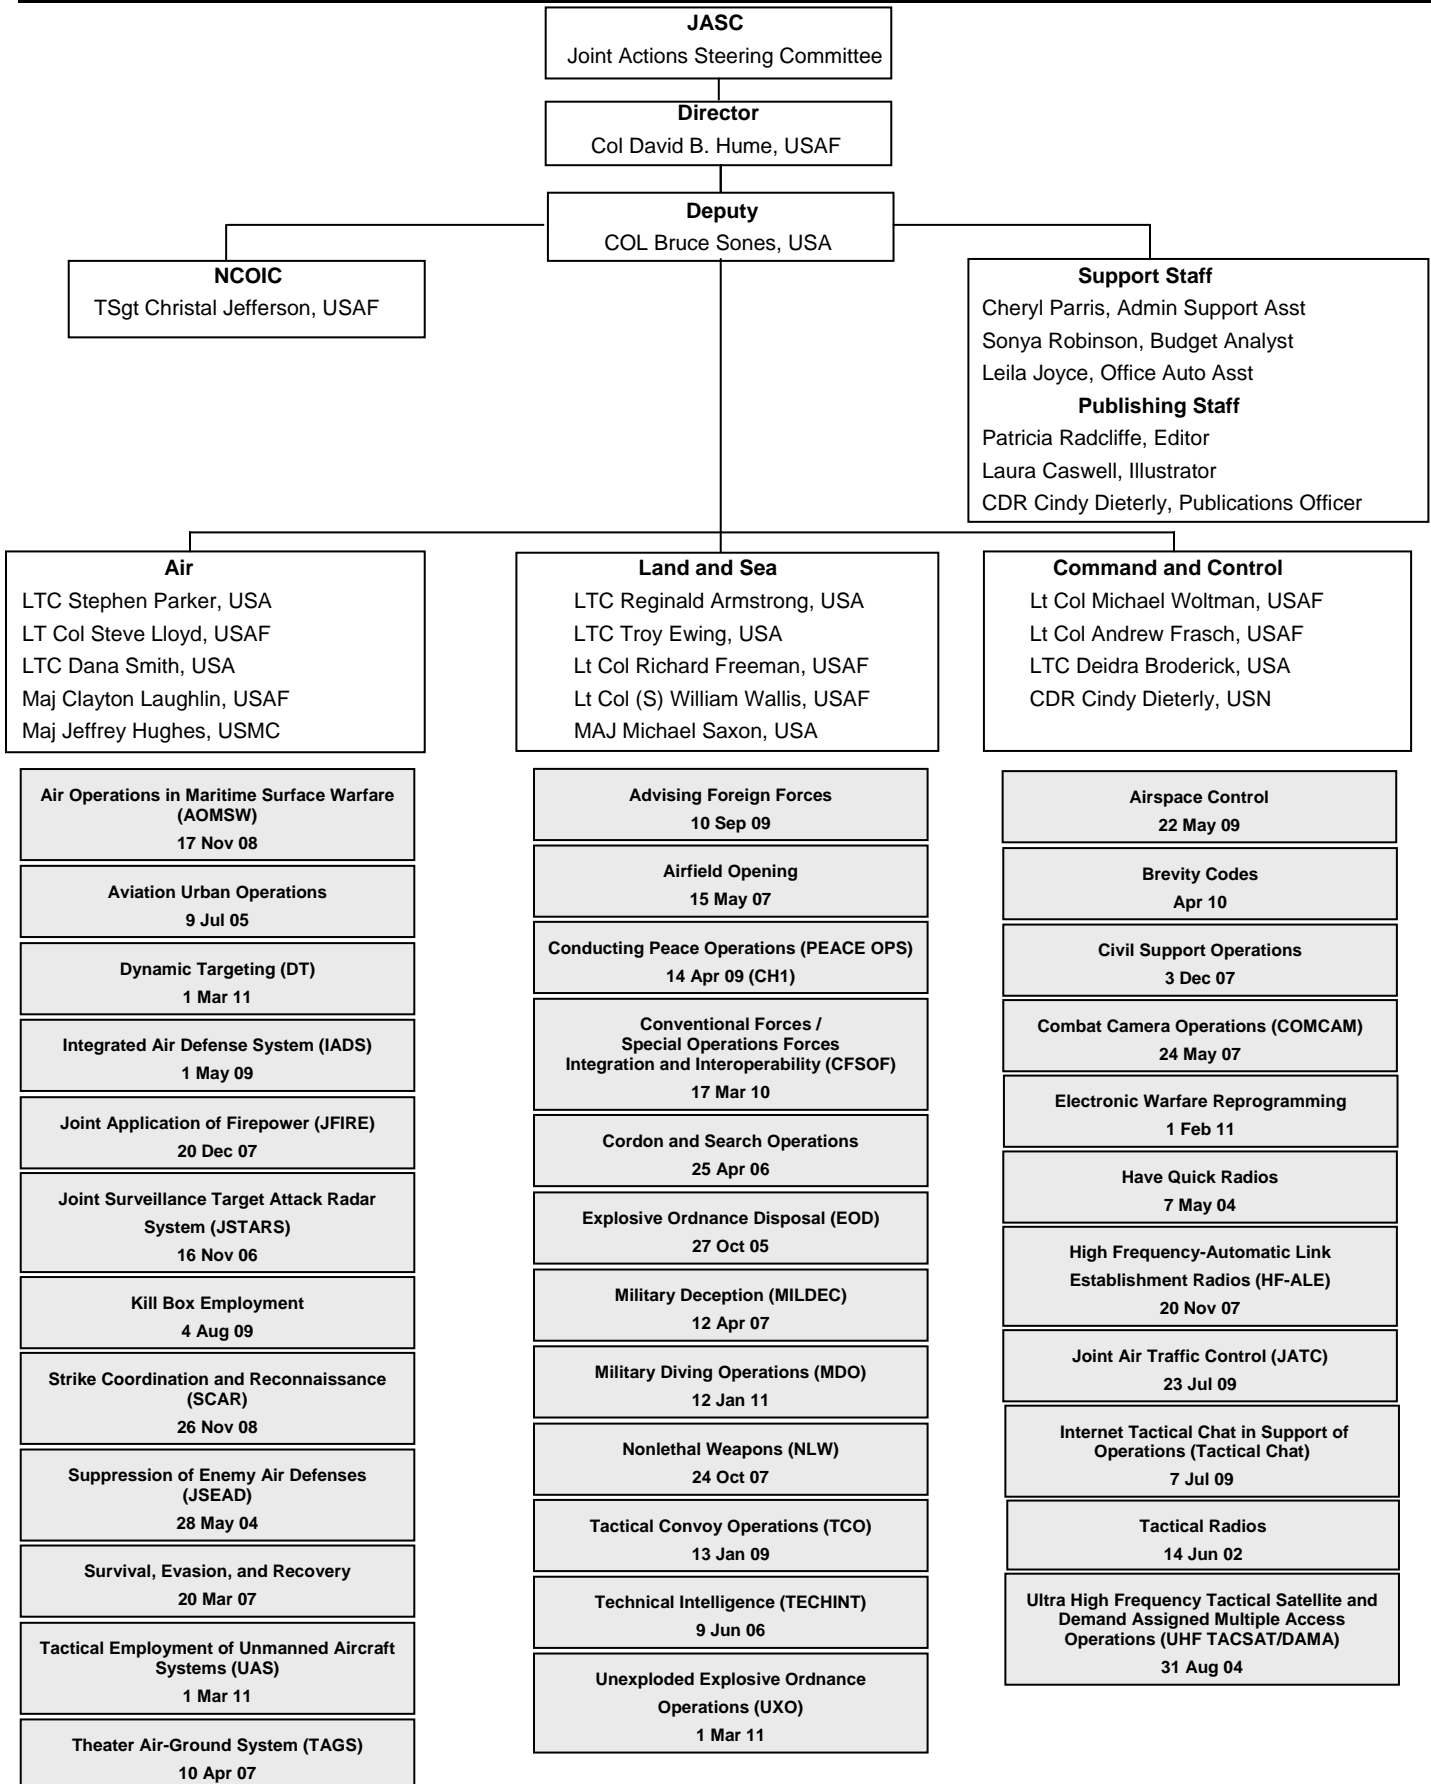 JASC
Joint Actions Steering Committee
Director
Col David B. Hume, USAF
Deputy
COL Bruce Sones, USA
NCOIC
TSgt Christal Jefferson, USAF
Support Staff
Cheryl Parris, Admin Support Asst
Sonya Robinson, Budget Analyst
Leila Joyce, Office Auto Asst
Publishing Staff
Patricia Radcliffe, Editor
Laura Caswell, Illustrator
CDR Cindy Dieterly, Publications Officer
Air
LTC Stephen Parker, USA
LT Col Steve Lloyd, USAF
LTC Dana Smith, USA
Maj Clayton Laughlin, USAF
Maj Jeffrey Hughes, USMC
Air Operations in Maritime Surface Warfare
(AOMSW)
17 Nov 08
Aviation Urban Operations
9 Jul 05
Dynamic Targeting (DT)
1 Mar 11
Integrated Air Defense System (IADS)
1 May 09
Joint Application of Firepower (JFIRE)
20 Dec 07
Joint Surveillance Target Attack Radar
System (JSTARS)
16 Nov 06
Kill Box Employment
4 Aug 09
Strike Coordination and Reconnaissance
(SCAR)
26 Nov 08
Suppression of Enemy Air Defenses
(JSEAD)
28 May 04
Survival, Evasion, and Recovery
20 Mar 07
Tactical Employment of Unmanned Aircraft
Systems (UAS)
1 Mar 11
Theater Air-Ground System (TAGS)
10 Apr 07
Land and Sea
LTC Reginald Armstrong, USA
LTC Troy Ewing, USA
Lt Col Richard Freeman, USAF
Lt Col (S) William Wallis, USAF
MAJ Michael Saxon, USA
Advising Foreign Forces
10 Sep 09
Airfield Opening
15 May 07
Conducting Peace Operations (PEACE OPS)
14 Apr 09 (CH1)
Conventional Forces /
Special Operations Forces
Integration and Interoperability (CFSOF)
17 Mar 10
Cordon and Search Operations
25 Apr 06
Explosive Ordnance Disposal (EOD)
27 Oct 05
Military Deception (MILDEC)
12 Apr 07
Military Diving Operations (MDO)
12 Jan 11
Nonlethal Weapons (NLW)
24 Oct 07
Tactical Convoy Operations (TCO)
13 Jan 09
Technical Intelligence (TECHINT)
9 Jun 06
Unexploded Explosive Ordnance
Operations (UXO)
1 Mar 11
Command and Control
Lt Col Michael Woltman, USAF
Lt Col Andrew Frasch, USAF
LTC Deidra Broderick, USA
CDR Cindy Dieterly, USN
Airspace Control
22 May 09
Brevity Codes
Apr 10
Civil Support Operations
3 Dec 07
Combat Camera Operations (COMCAM)
24 May 07
Electronic Warfare Reprogramming
1 Feb 11
Have Quick Radios
7 May 04
High Frequency-Automatic Link
Establishment Radios (HF-ALE)
20 Nov 07
Joint Air Traffic Control (JATC)
23 Jul 09
Internet Tactical Chat in Support of
Operations (Tactical Chat)
7 Jul 09
Tactical Radios
14 Jun 02
Ultra High Frequency Tactical Satellite and
Demand Assigned Multiple Access
Operations (UHF TACSAT/DAMA)
31 Aug 04